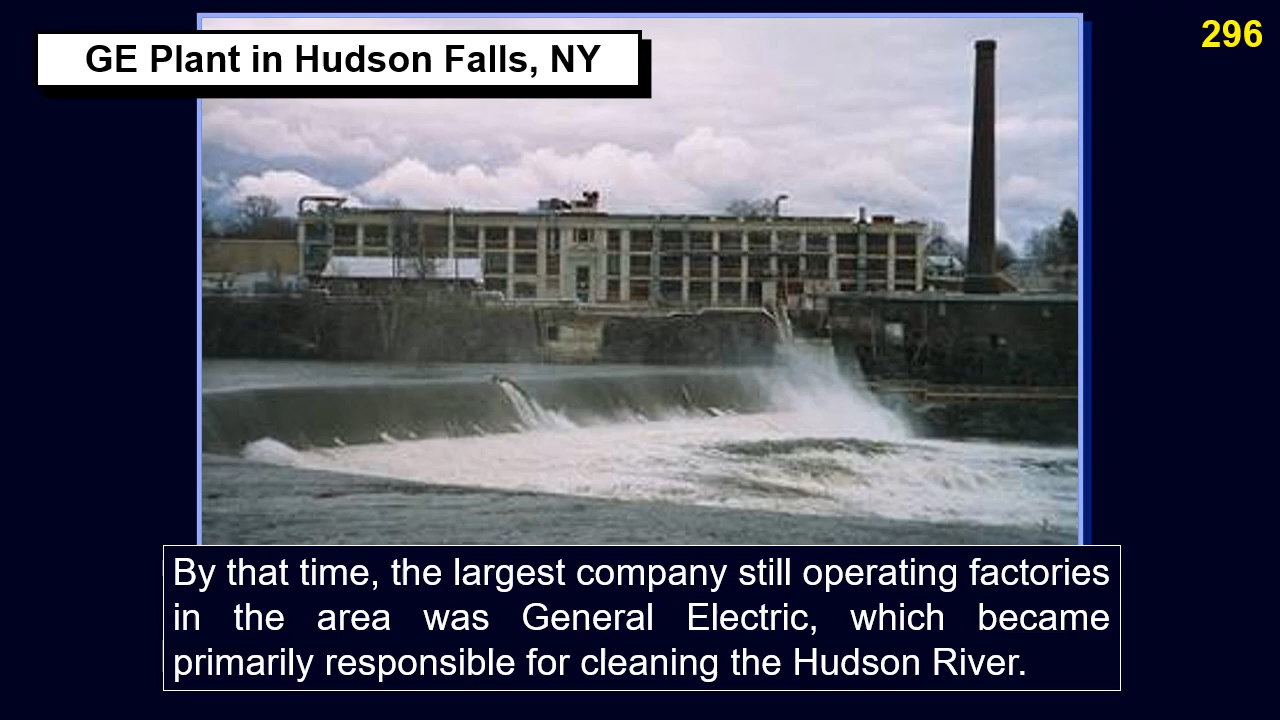 GE Plant in Hudson Falls, NY
296
By that time, the largest company still operating factories
in the area was General Electric, which became
primarily responsible for cleaning the Hudson River.